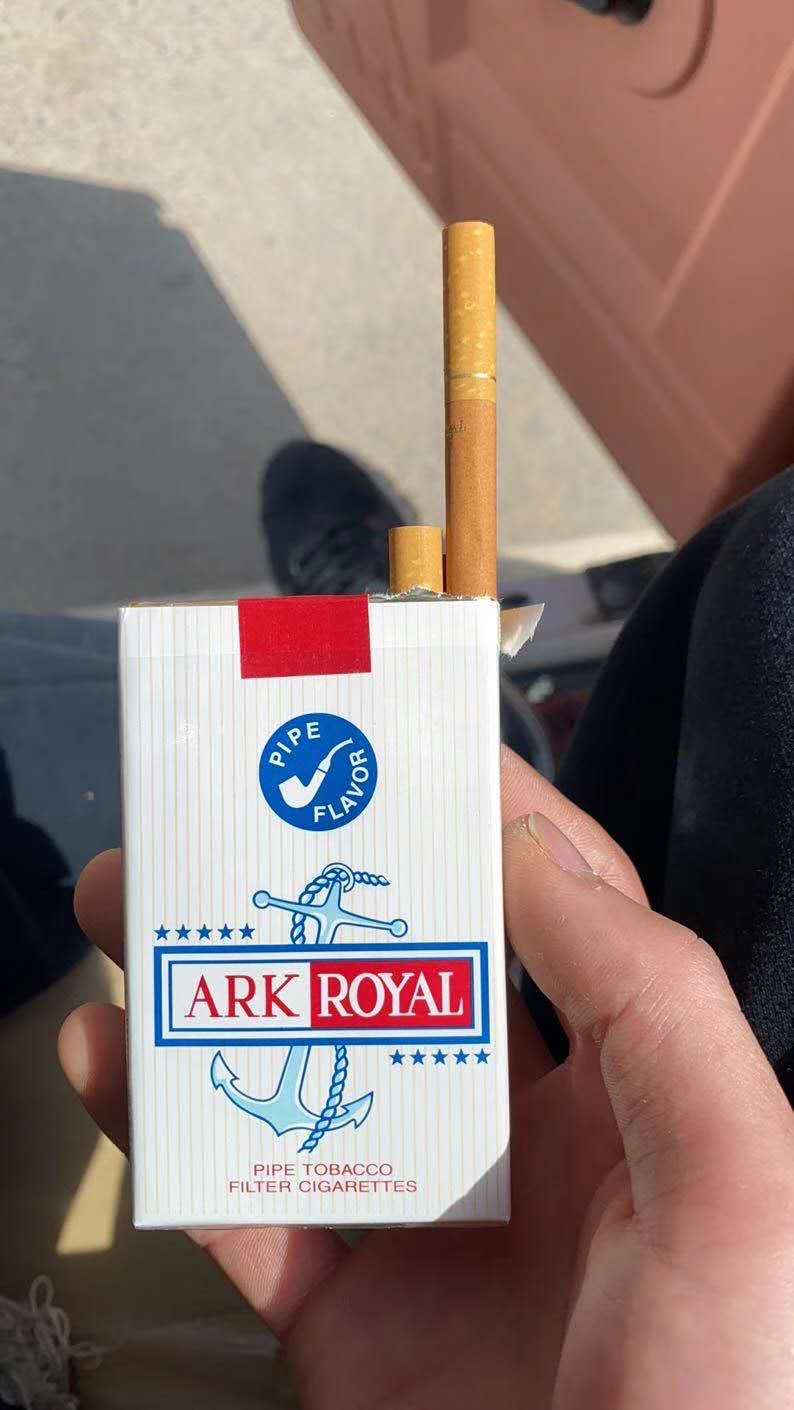 PIPE
FLAVOR
ARK ROYAL
PIPE TOBACCO
FILTER CIGARETTES